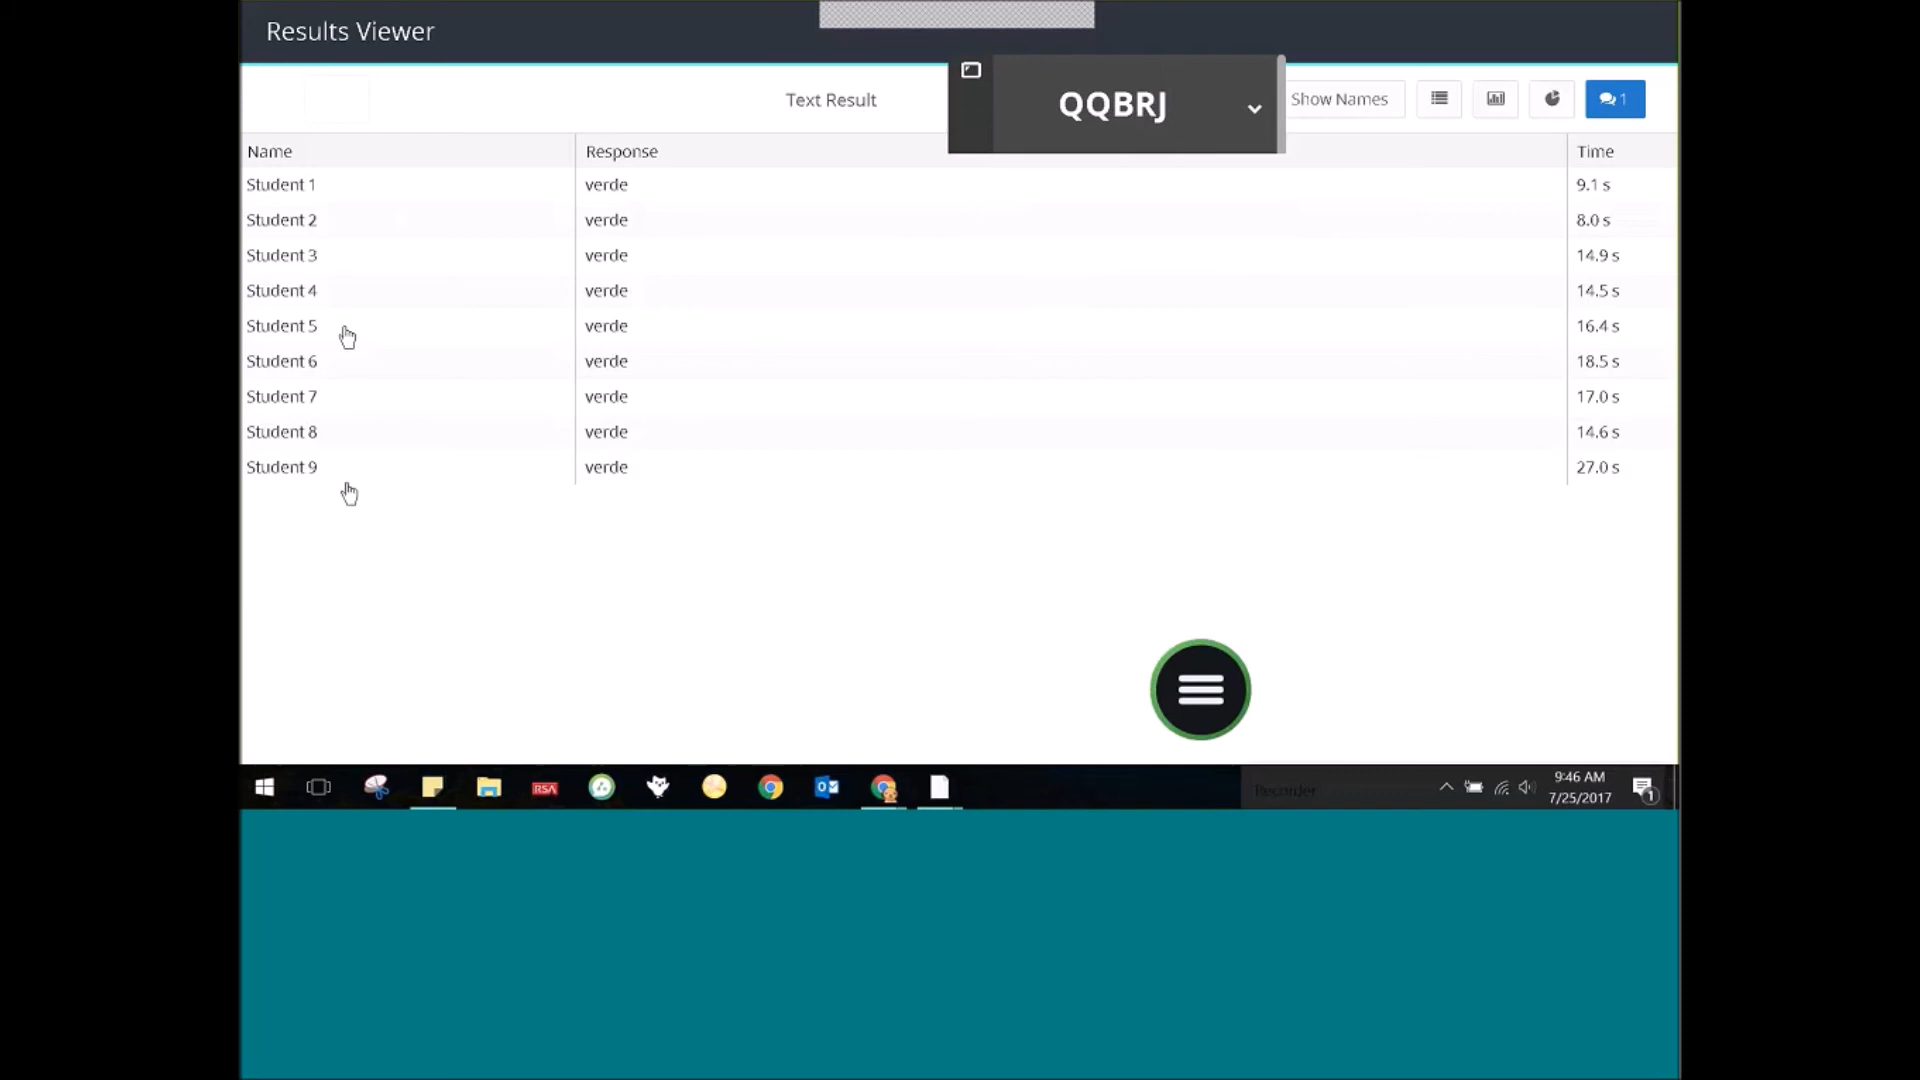 Results Viewer
Text Result
QQBRJ
Show Names
1
Name Response Time
Student 1 verde 9.1 s
Student 2 verde 8.0 s
Student 3 verde 14.9 s
Student 4 verde 14.5 s
Student 5 verde 16.4 s
Student 6 verde 18.5 s
Student 7 verde 17.0 s
Student 8 verde 14.6 s
Student 9 verde 27.0 s
RSA
Recorder
9:46 AM
7/25/2017
1